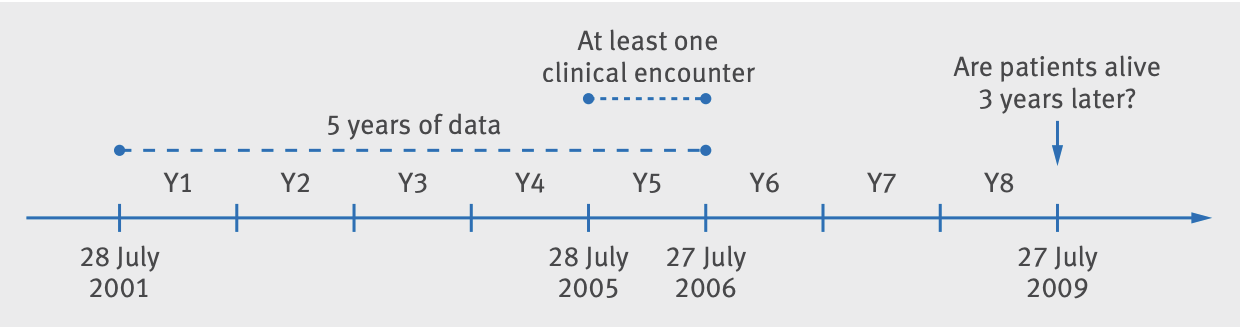 At least one
clinical encounter
Are patients alive
3 years later?
5 years of data
Y1 Y2 Y3 Y4 Y5 Y6 Y7 Y8
28 July 28 July 27 July 27 July
2001 2005 2006 2009